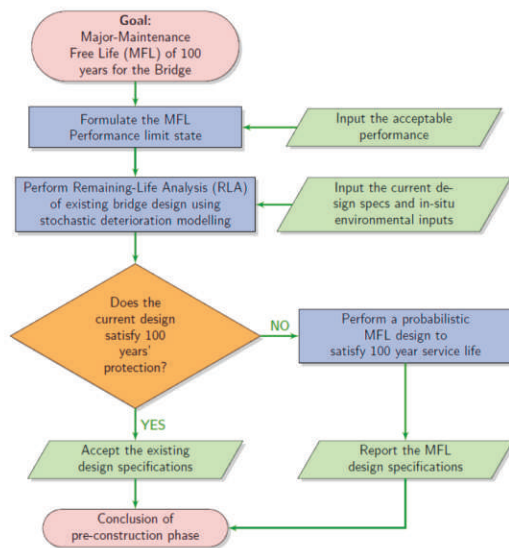 Goal:
Major-Maintenance
Free Life (MFL) of 100
years for the Bridge
Formulate the MFL
Performance limit state
Input the acceptable
performance
Perform Remaining-Life Analysis (RLA)
of existing bridge design using
stochastic deterioration modelling
Input the current de-
sign specs and in-situ
environmental inputs
Does the
current design
satisfy 100
years'
protection?
NO
Perform a probabilistic
MFL design to
satisfy 100 year service life
YES
Accept the existing
design specifications
Report the MFL
design specifications
Conclusion of
pre-construction phase